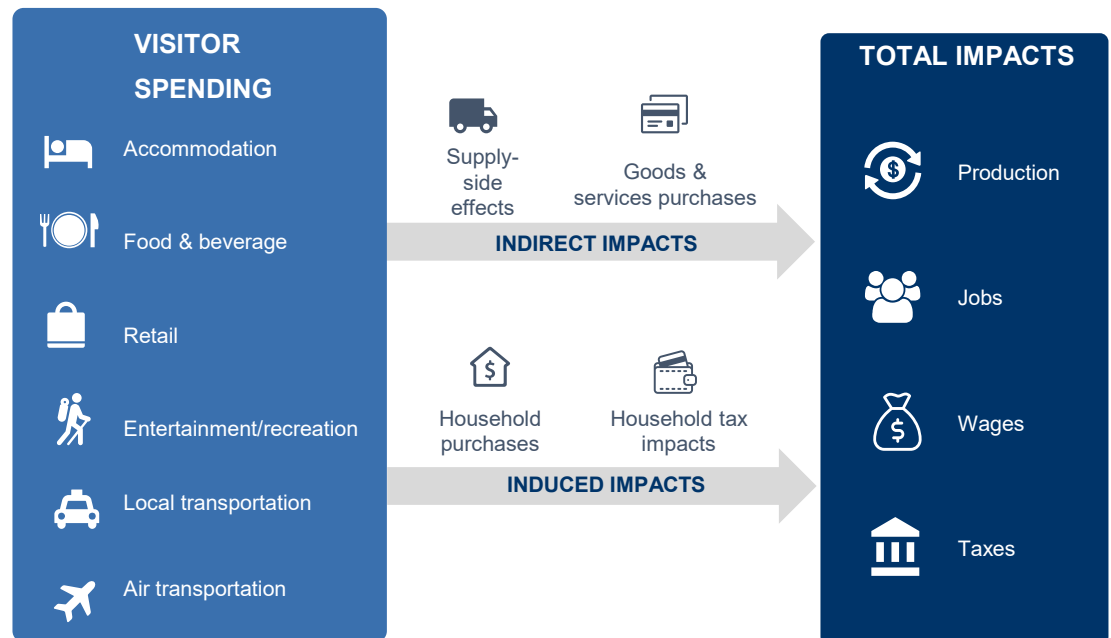 VISITOR
SPENDING
Accommodation
Food & beverage
Retail
Entertainment/recreation
Local transportation
Air transportation
Supply-
side
effects
Goods &
services purchases
INDIRECT IMPACTS
$
Household
purchases
Household tax
impacts
INDUCED IMPACTS
TOTAL IMPACTS
$
Production
Jobs
$
Wages
Taxes